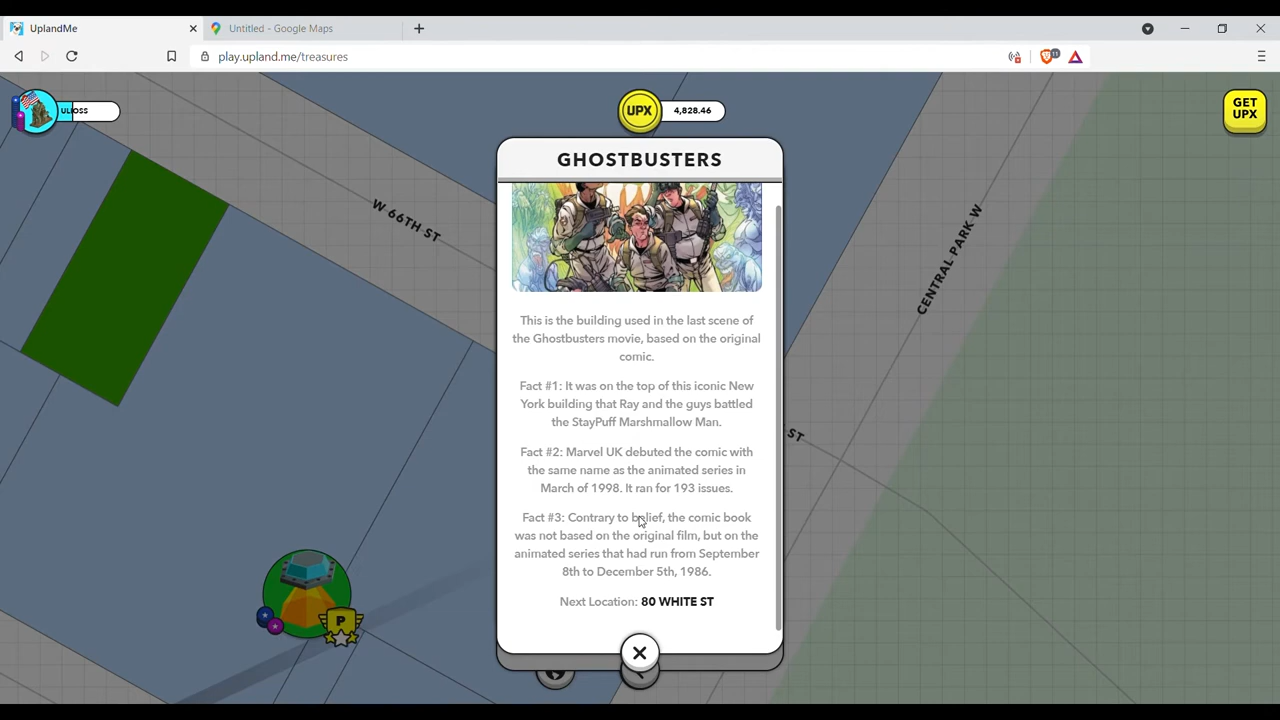 UplandMe
Untitled - Google Maps
play.upland.me/treasures
11
UPX
4,828.46
GET
UPX
GHOSTBUSTERS
W 66TH ST
CENTRAL PARK W
ST
This is the building used in the last scene of
the Ghostbusters movie, based on the original
comic.
Fact #1: It was on the top of this iconic New
York building that Ray and the guys battled
the StayPuff Marshmallow Man.
Fact #2: Marvel UK debuted the comic with
the same name as the animated series in
March of 1998. It ran for 193 issues.
Fact #3: Contrary to belief, the comic book
was not based on the original film, but on the
animated series that had run from September
8th to December 5th, 1986.
Next Location: 80 WHITE ST
P